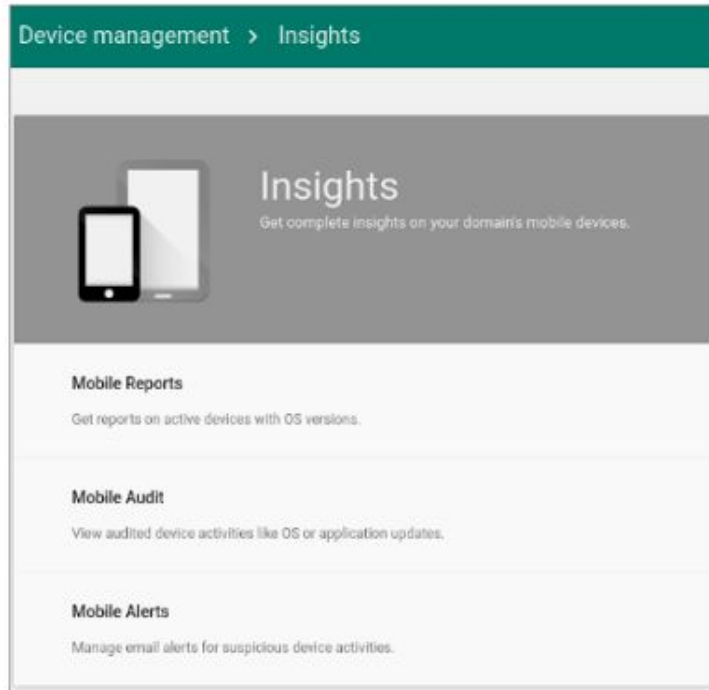 Device management > Insights
Insights
Get complete insights on your domain's mobile devices.
Mobile Reports
Get reports on active devices with OS versions.
Mobile Audit
View audited device activities like OS or application updates.
Mobile Alerts
Manage email alerts for suspicious device activities.